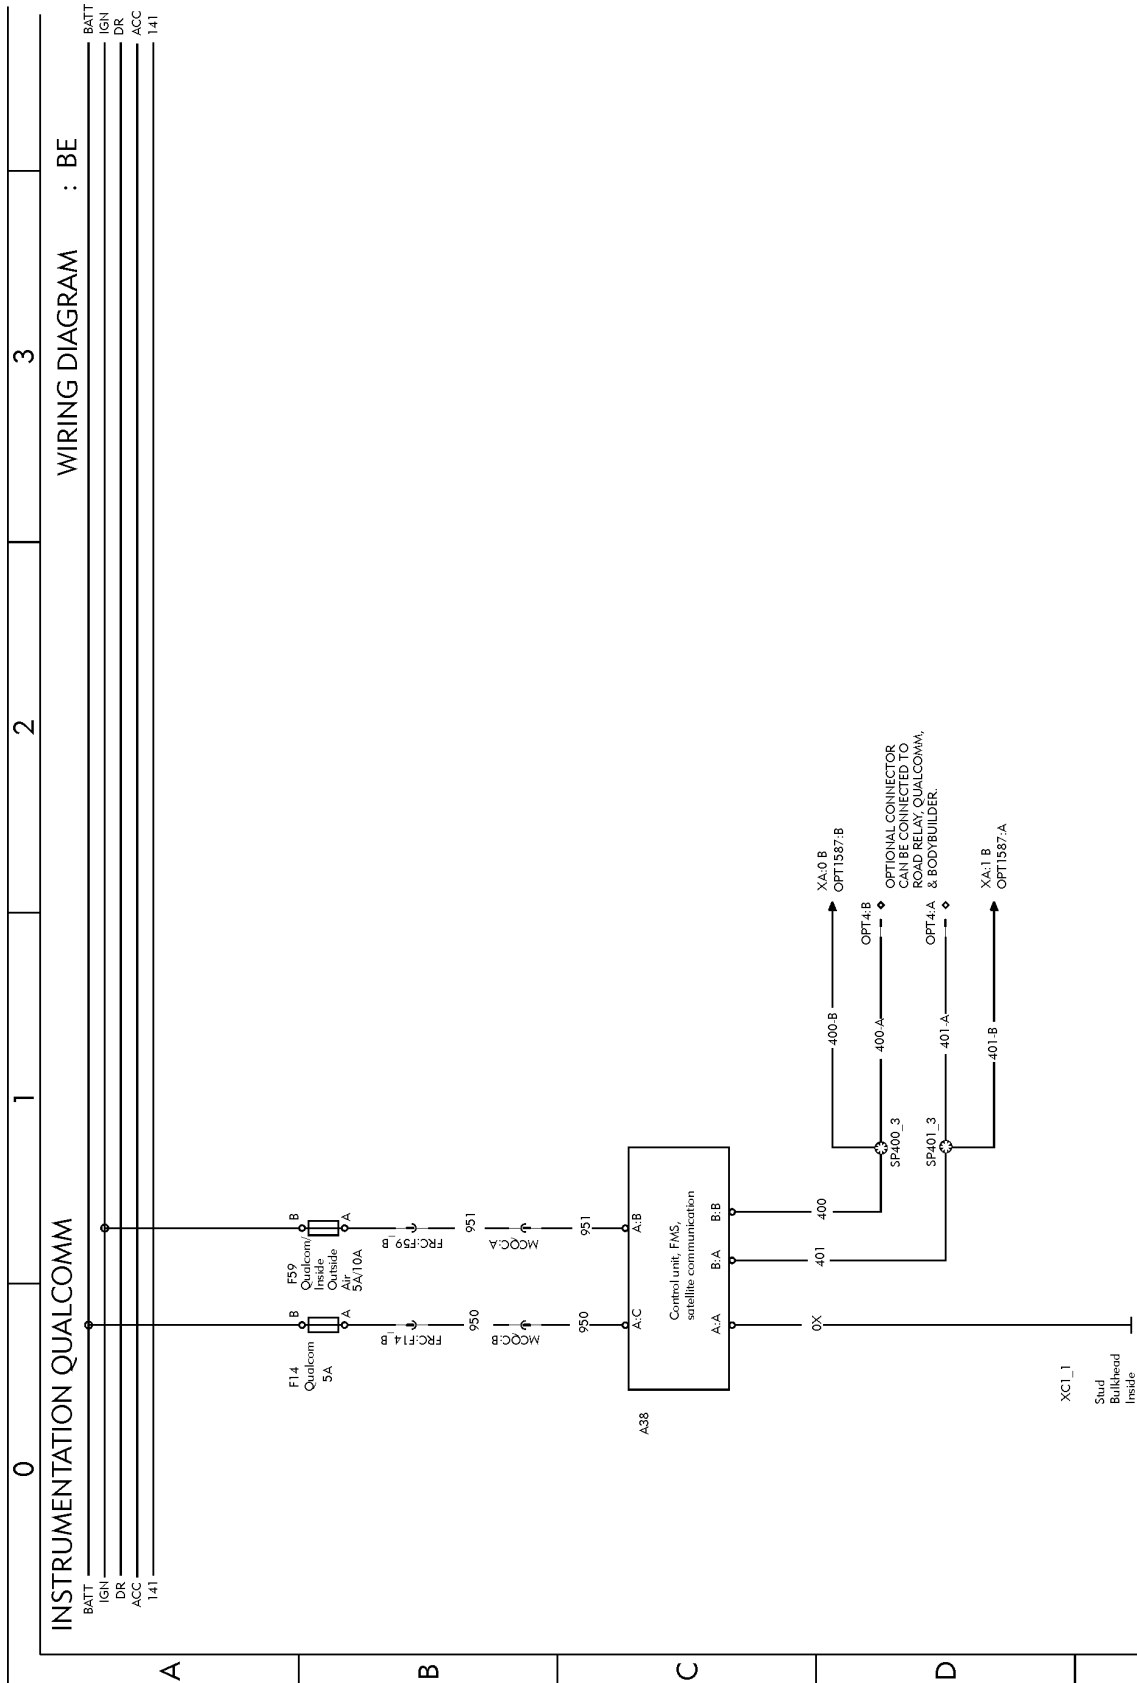 0
1
2
3
INSTRUMENTATION QUALCOMM
WIRING DIAGRAM : BE
BATT
IGN
DR
ACC
141
BATT
IGN
DR
ACC
141
A
B
C
D
F14
Qualcom
5A
B
A
F59
Qualcom/
Inside
Outside
Air
5A/10A
B
A
FRC:F14_B
FRC:F59_B
950
951
MCQC:B
MCQC:A
950
951
A38
A:C
A:B
Control unit, FMS,
satellite communication
A:A
B:A
B:B
0X
401
400
SP400_3
SP401_3
400-B
400-A
401-A
401-B
XA:0 B
OPT1587:B
OPT4:B
OPTIONAL CONNECTOR
CAN BE CONNECTED TO
ROAD RELAY, QUALCOMM,
& BODYBUILDER.
OPT4:A
XA:1 B
OPT1587:A
XC1_1
Stud
Bulkhead
Inside